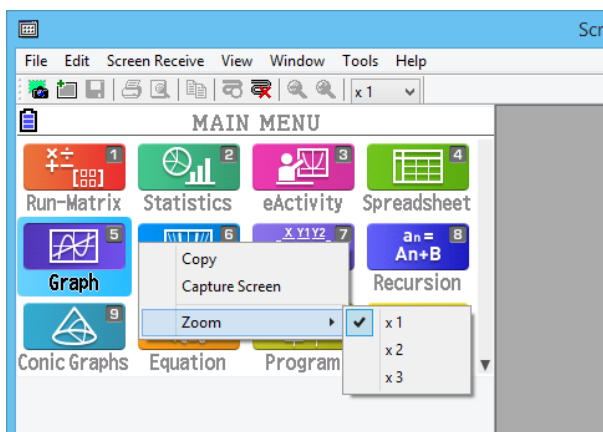 Scr
File Edit Screen Receive View Window Tools Help
x 1
MAIN MENU
1 2 3 4
Run-Matrix Statistics eActivity Spreadsheet
5 6 X Y1 Y2 7 an= 8
An+B
Graph Recursion
Copy
Capture Screen
Zoom
x 1
x 2
x 3
9
Conic Graphs Equation Program